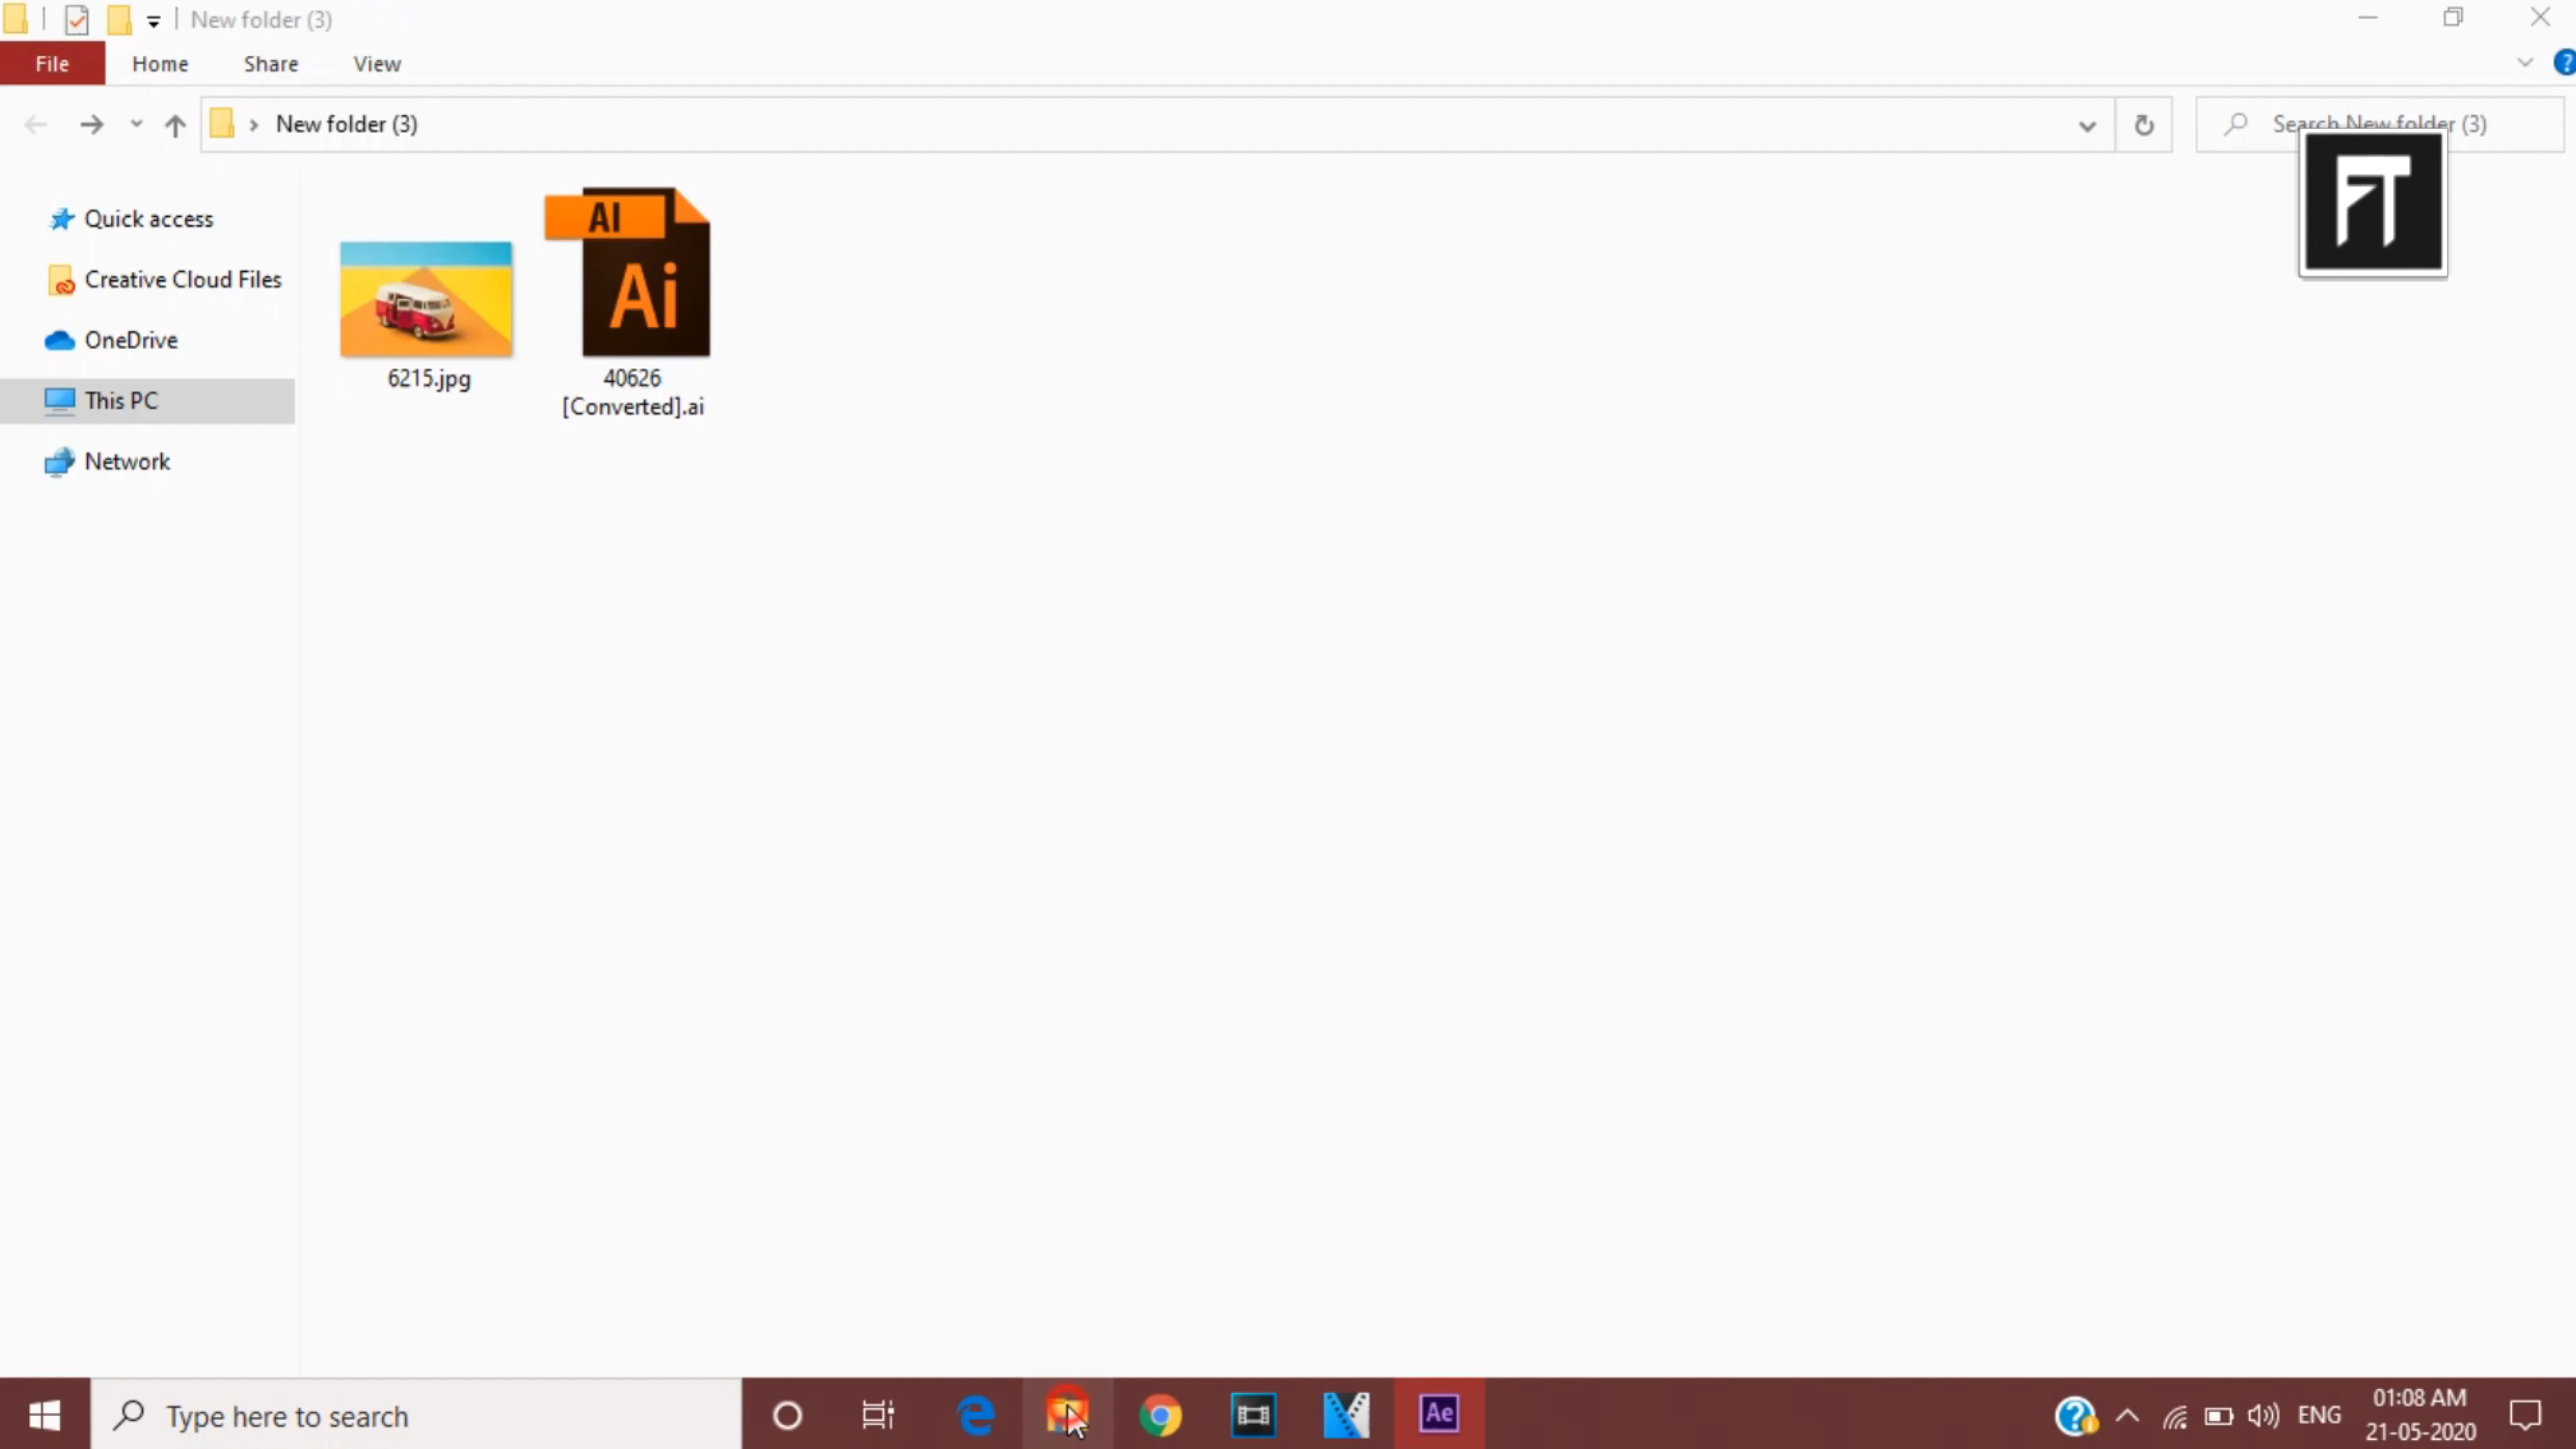 New folder (3)
File Home Share View
New folder (3)
Search New folder (3)
FT
Quick access
Creative Cloud Files
OneDrive
This PC
Network
AI
Ai
6215.jpg
40626
[Converted].ai
Type here to search
Ae
ENG
01:08 AM
21-05-2020